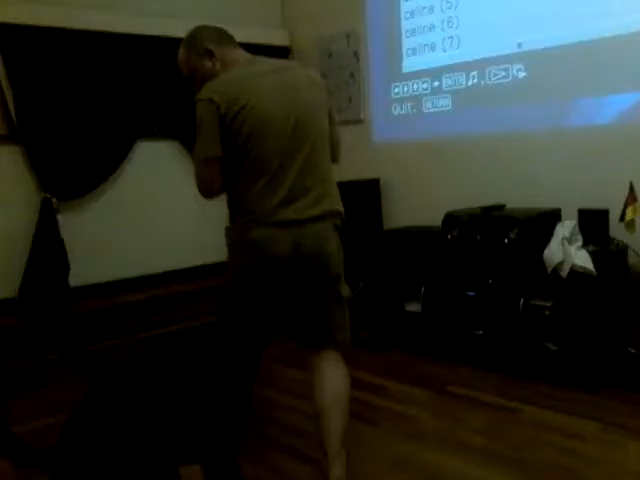 celine (5)
celine (6)
celine (7)
ENTER
Quit: RETURN